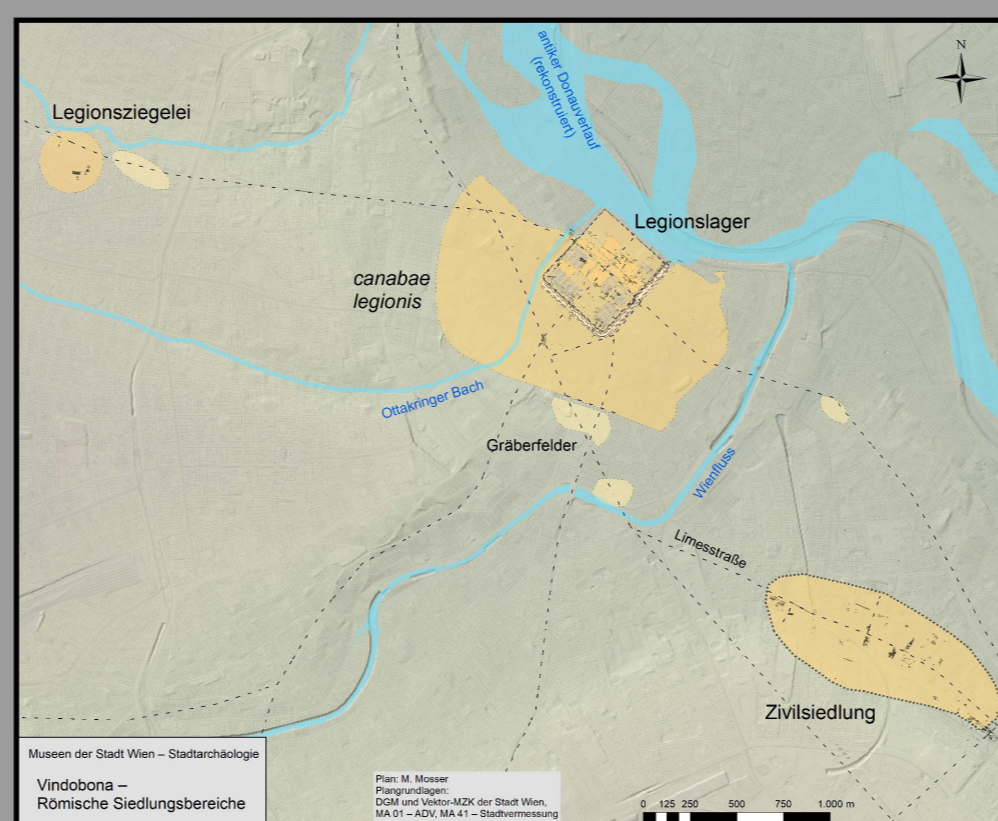 N
antiker Donauverlauf
(rekonstruiert)
Legionsziegelei
Legionslager
canabae
legionis
Ottakringer Bach
Gräberfelder
Wienfluss
Limesstraße
Zivilsiedlung
Museen der Stadt Wien – Stadtarchäologie
Vindobona –
Römische Siedlungsbereiche
Plan: M. Mosser
Plangrundlagen:
DGM und Vektor-MZK der Stadt Wien,
MA 01 – ADV, MA 41 – Stadtvermessung
0 125 250 500 750 1.000 m